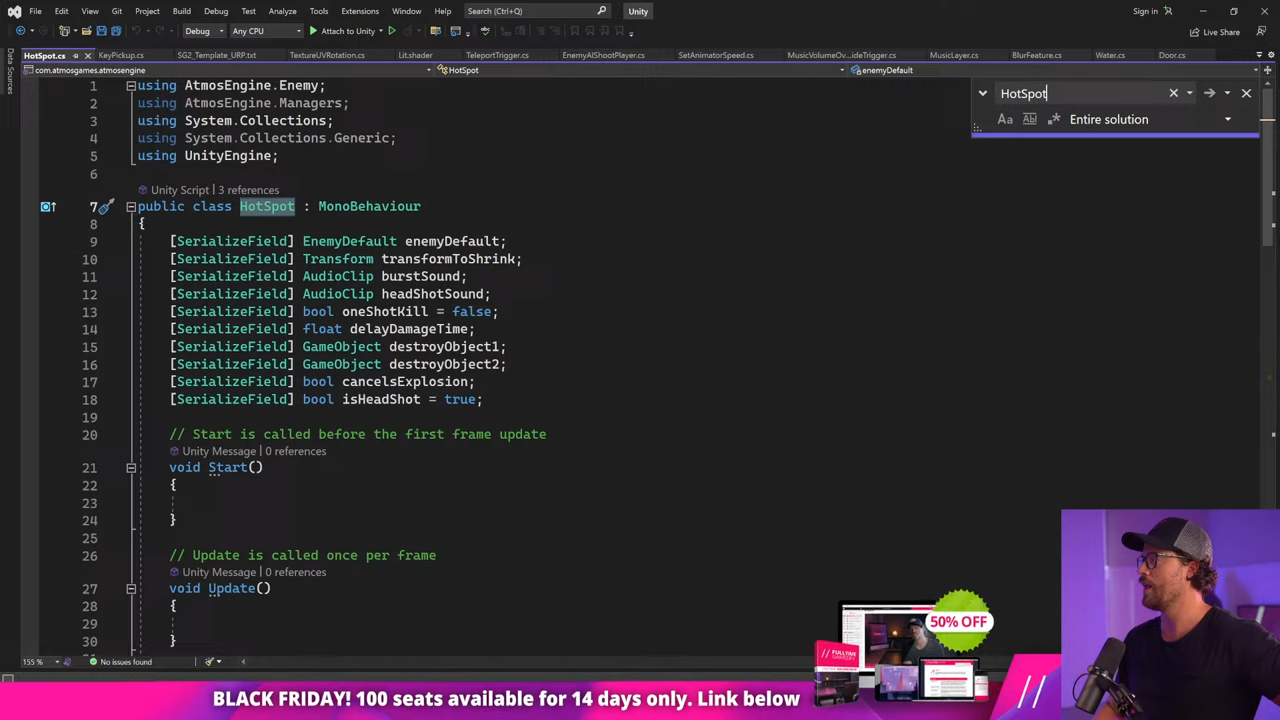 File Edit View Git Project Build Debug Test Analyze Tools Extensions Window Help Search (Ctrl+Q) Unity Sign in
Debug Any CPU Attach to Unity Live Share
HotSpot.cs KeyPickup.cs SG2_Template_URP.txt TextureUVRotation.cs Lit.shader TeleportTrigger.cs EnemyAIShootPlayer.cs SetAnimatorSpeed.cs MusicVolumeOv...ideTrigger.cs MusicLayer.cs BlurFeature.cs Water.cs Door.cs
com.atmosgames.atmosengine HotSpot enemyDefault
Data Sources
HotSpot
Aa Ab Entire solution
1 using AtmosEngine.Enemy;
2 using AtmosEngine.Managers;
3 using System.Collections;
4 using System.Collections.Generic;
5 using UnityEngine;
6
Unity Script | 3 references
7 public class HotSpot : MonoBehaviour
8 {
9 [SerializeField] EnemyDefault enemyDefault;
10 [SerializeField] Transform transformToShrink;
11 [SerializeField] AudioClip burstSound;
12 [SerializeField] AudioClip headShotSound;
13 [SerializeField] bool oneShotKill = false;
14 [SerializeField] float delayDamageTime;
15 [SerializeField] GameObject destroyObject1;
16 [SerializeField] GameObject destroyObject2;
17 [SerializeField] bool cancelsExplosion;
18 [SerializeField] bool isHeadShot = true;
19
20 // Start is called before the first frame update
Unity Message | 0 references
21 void Start()
22 {
23
24 }
25
26 // Update is called once per frame
Unity Message | 0 references
27 void Update()
28 {
29
30 }
155 % No issues found
50% OFF
// FULLTIME GAMEDEV
BLACK FRIDAY! 100 seats available for 14 days only. Link below
//